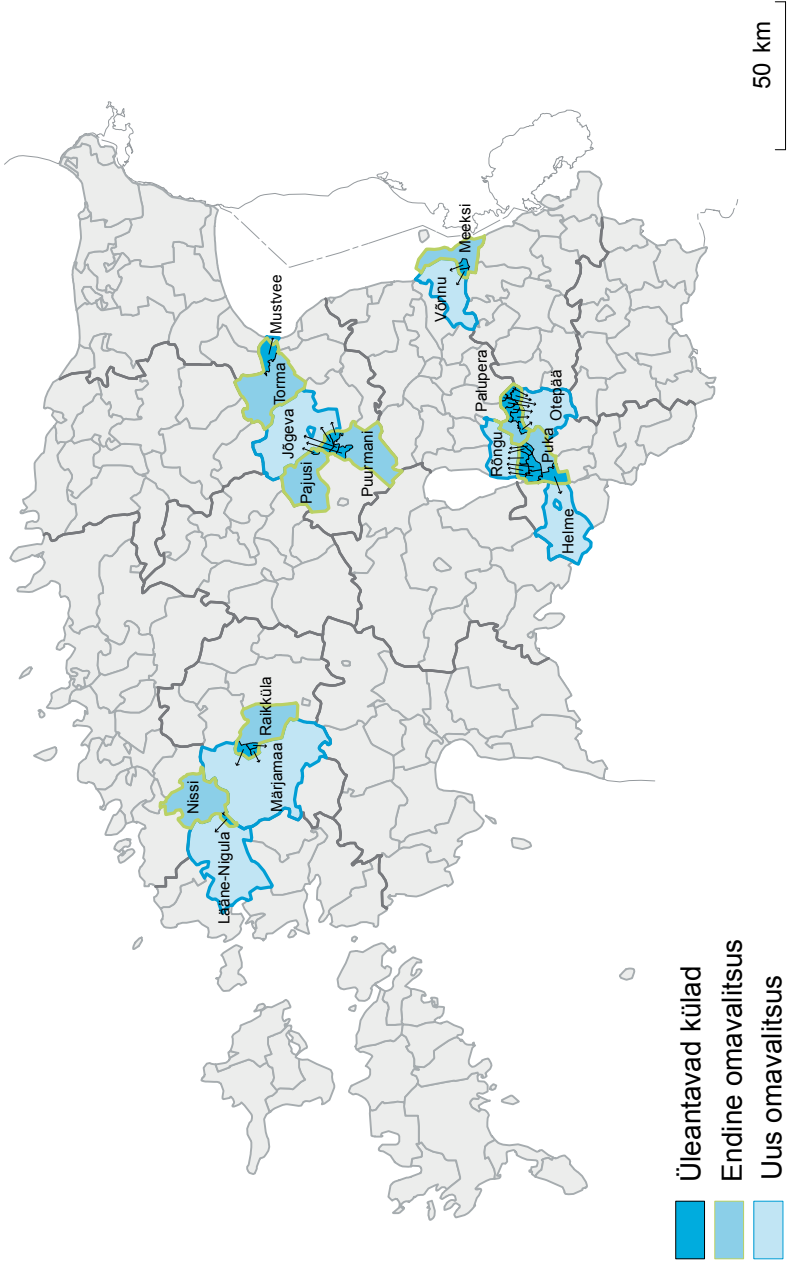 Mustvee
Torma
Jõgeva
Pajusi
Puurmani
Meeksi
Võnnu
Palupera
Otepää
Rõngu
Puka
Helme
Raikküla
Nissi
Märjamaa
Lääne-Nigula
50 km
Üleantavad külad
Endine omavalitsus
Uus omavalitsus